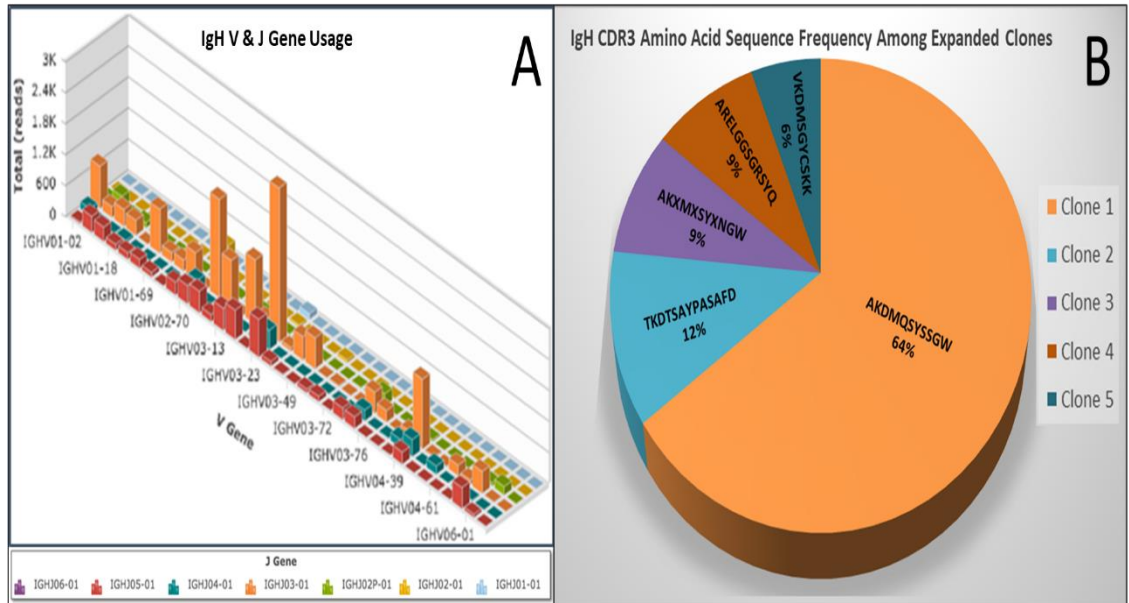 IgH V & J Gene Usage
A
Total (reads)
3K
2.4K
1.8K
1.2K
600
0
IGHV01-02
IGHV01-18
IGHV01-69
IGHV02-70
IGHV03-13
IGHV03-23
IGHV03-49
IGHV03-72
IGHV03-76
IGHV04-39
IGHV04-61
IGHV06-01
V Gene
J Gene
IGHJ06-01 IGHJ05-01 IGHJ04-01 IGHJ03-01 IGHJ02P-01 IGHJ02-01 IGHJ01-01
IgH CDR3 Amino Acid Sequence Frequency Among Expanded Clones
B
VKDMSGYCSKK
6%
ARELGGSGRSYQ
9%
AKXMXSYXNGW
9%
TKDTSAYPASAFD
12%
AKDMQSYSSGW
64%
Clone 1
Clone 2
Clone 3
Clone 4
Clone 5